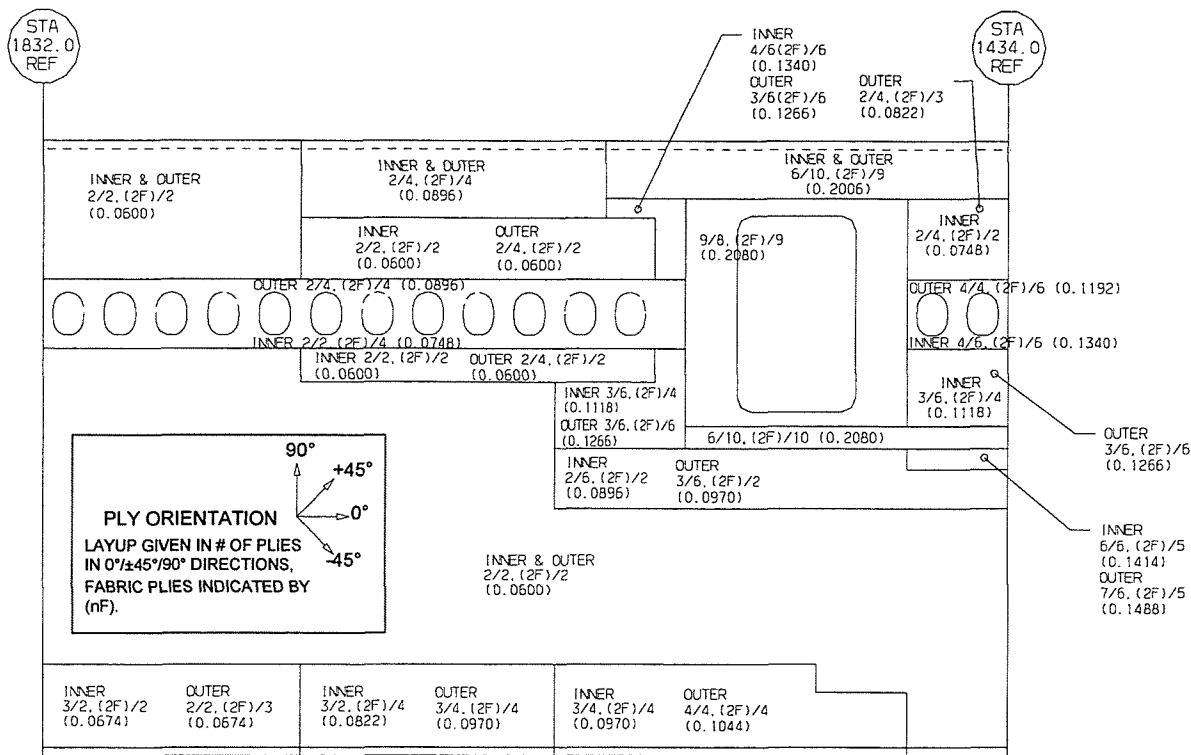 STA
1832.0
REF
STA
1434.0
REF
INNER
4/6(2F)/6
(0.1340)
OUTER
3/6(2F)/6
(0.1266)
OUTER
2/4,(2F)/3
(0.0822)
INNER & OUTER
2/2,(2F)/2
(0.0600)
INNER & OUTER
2/4,(2F)/4
(0.0896)
INNER & OUTER
6/10,(2F)/9
(0.2006)
INNER
2/2,(2F)/2
(0.0600)
OUTER
2/4,(2F)/2
(0.0600)
9/8,(2F)/9
(0.2080)
INNER
2/4,(2F)/2
(0.0748)
OUTER 2/4,(2F)/4 (0.0896)
OUTER 4/4,(2F)/6 (0.1192)
INNER 2/2,(2F)/4 (0.0748)
INNER 4/6,(2F)/6 (0.1340)
INNER 2/2,(2F)/2
(0.0600)
OUTER 2/4,(2F)/2
(0.0600)
INNER 3/6,(2F)/4
(0.1118)
OUTER 3/6,(2F)/6
(0.1266)
INNER
3/6,(2F)/4
(0.1118)
6/10,(2F)/10 (0.2080)
OUTER
3/6,(2F)/6
(0.1266)
INNER
2/6,(2F)/2
(0.0896)
OUTER
3/6,(2F)/2
(0.0970)
90°
+45°
0°
-45°
PLY ORIENTATION
LAYUP GIVEN IN # OF PLIES
IN 0°/±45°/90° DIRECTIONS,
FABRIC PLIES INDICATED BY
(nF).
INNER
6/6,(2F)/5
(0.1414)
OUTER
7/6,(2F)/5
(0.1488)
INNER & OUTER
2/2,(2F)/2
(0.0600)
INNER
3/2,(2F)/2
(0.0674)
OUTER
2/2,(2F)/3
(0.0674)
INNER
3/2,(2F)/4
(0.0822)
OUTER
3/4,(2F)/4
(0.0970)
INNER
3/4,(2F)/4
(0.0970)
OUTER
4/4,(2F)/4
(0.1044)